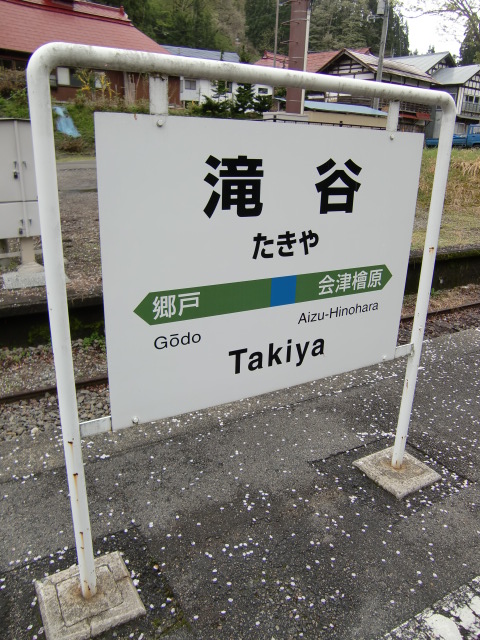 滝谷
たきや
郷戸 会津檜原
Gōdo Aizu-Hinohara
Takiya